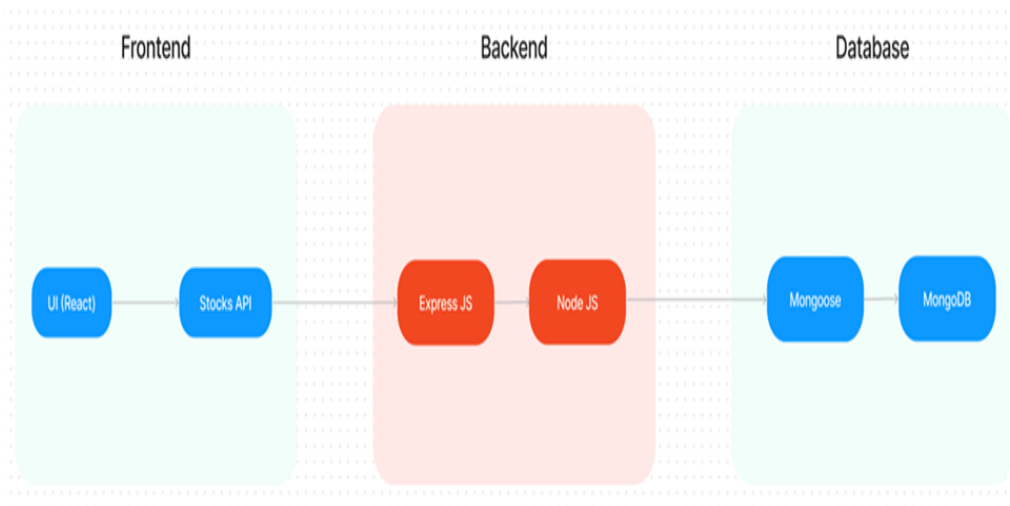 Frontend
Backend
Database
UI (React)
Stocks API
Express JS
Node JS
Mongoose
MongoDB